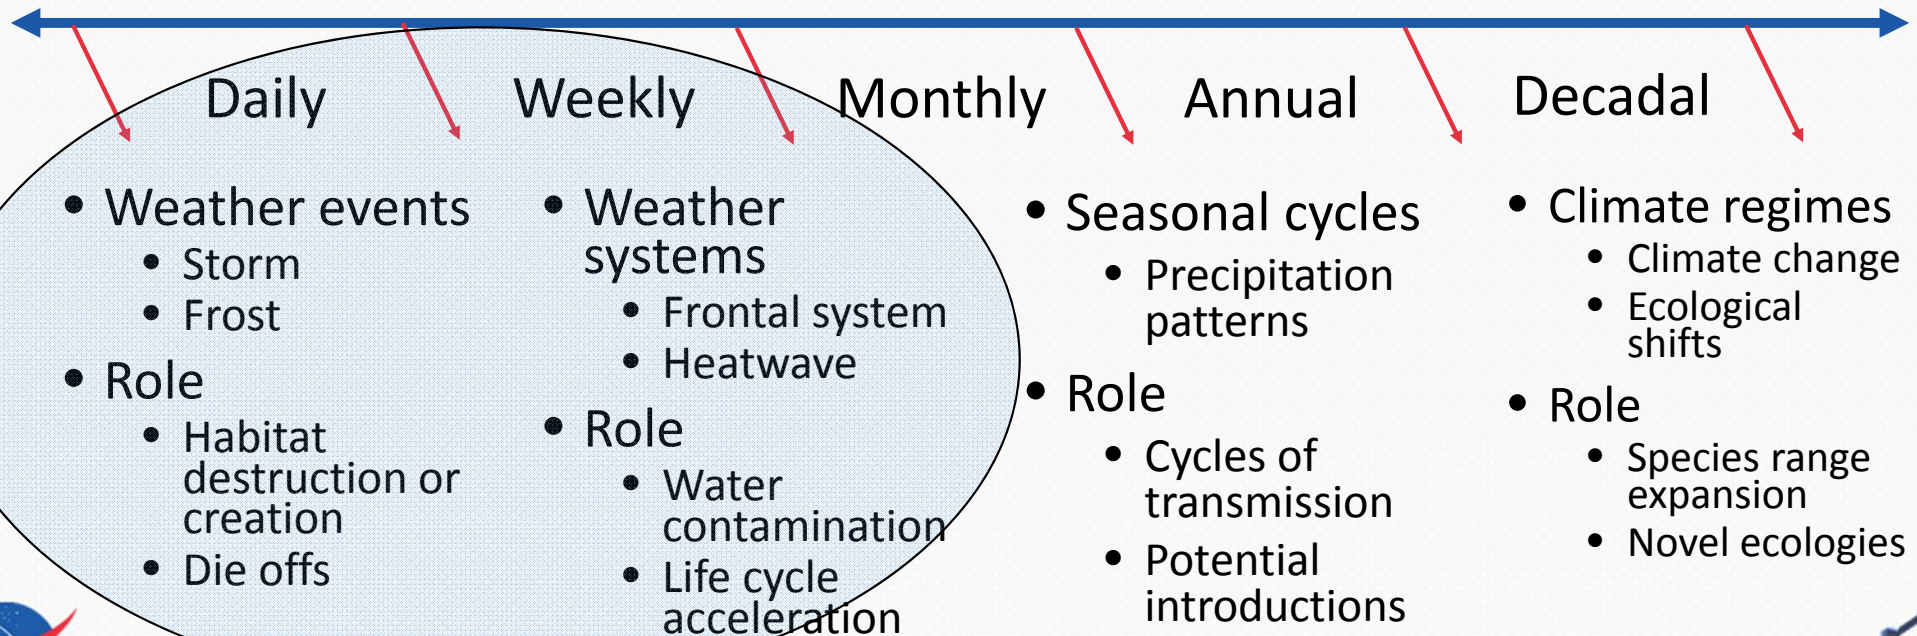 Daily
Weekly
Monthly
Annual
Decadal
• Weather events
• Storm
• Frost
• Role
• Habitat
destruction or
creation
• Die offs
• Weather
systems
• Frontal system
• Heatwave
• Role
• Water
contamination
• Life cycle
acceleration
• Seasonal cycles
• Precipitation
patterns
• Role
• Cycles of
transmission
• Potential
introductions
• Climate regimes
• Climate change
• Ecological
shifts
• Role
• Species range
expansion
• Novel ecologies